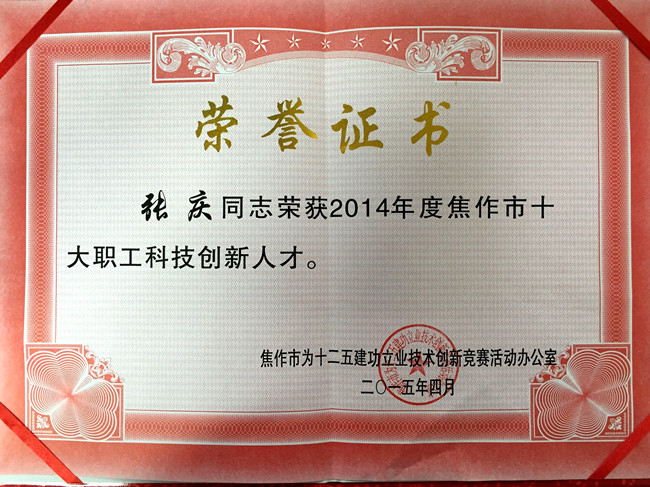 荣誉证书
张庆同志荣获2014年度焦作市十
大职工科技创新人才。
焦作市为十二五建功立业技术创新竞赛活动办公室
二〇一五年四月